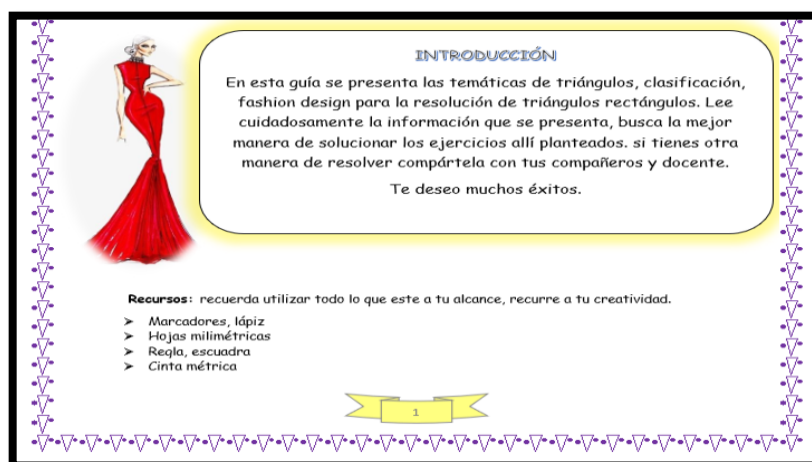 INTRODUCCIÓN
En esta guía se presenta las temáticas de triángulos, clasificación,
fashion design para la resolución de triángulos rectángulos. Lee
cuidadosamente la información que se presenta, busca la mejor
manera de solucionar los ejercicios allí planteados. si tienes otra
manera de resolver compártela con tus compañeros y docente.
Te deseo muchos éxitos.
Recursos: recuerda utilizar todo lo que este a tu alcance, recurre a tu creatividad.
➤ Marcadores, lápiz
➤ Hojas milimétricas
➤ Regla, escuadra
➤ Cinta métrica
1